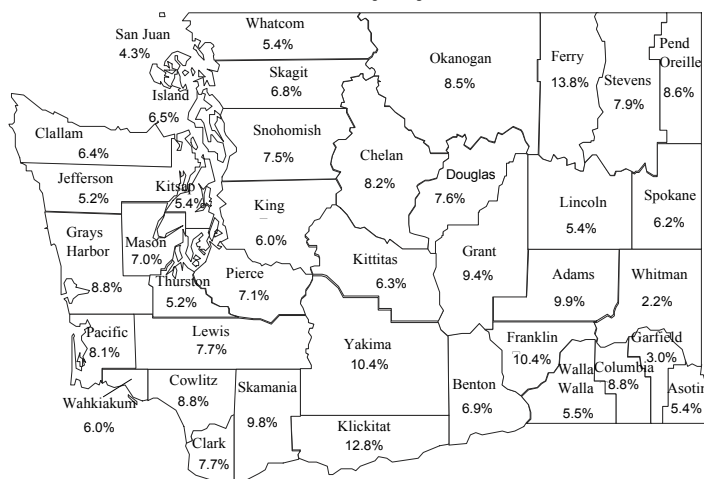 Whatcom
5.4%
San Juan
4.3%
Skagit
6.8%
Island
6.5%
Okanogan
8.5%
Ferry
13.8%
Stevens
7.9%
Pend
Oreille
8.6%
Clallam
6.4%
Snohomish
7.5%
Chelan
8.2%
Douglas
7.6%
Jefferson
5.2%
Kitsap
5.4%
King
6.0%
Lincoln
5.4%
Spokane
6.2%
Grays
Harbor
8.8%
Mason
7.0%
Thurston
5.2%
Pierce
7.1%
Kittitas
6.3%
Grant
9.4%
Adams
9.9%
Whitman
2.2%
Pacific
8.1%
Lewis
7.7%
Yakima
10.4%
Franklin
10.4%
Garfield
3.0%
Wahkiakum
6.0%
Cowlitz
8.8%
Skamania
9.8%
Benton
6.9%
Walla
Walla
5.5%
Columbia
8.8%
Asotin
5.4%
Clark
7.7%
Klickitat
12.8%